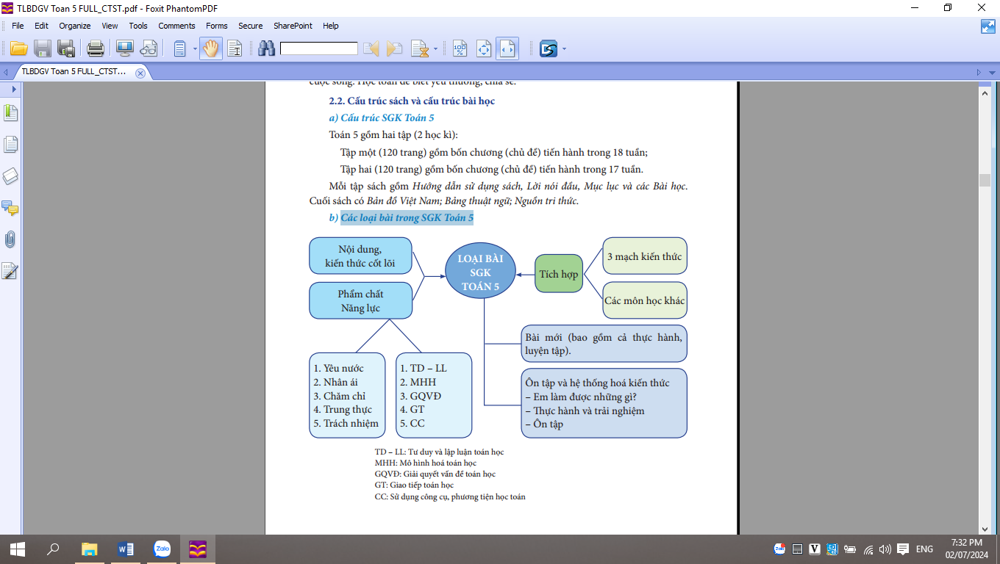 TLBDGV Toan 5 FULL_CTST.pdf - Foxit PhantomPDF
File Edit Organize View Tools Comments Forms Secure SharePoint Help
TLBDGV Toan 5 FULL_CTST...
cuộc sống. Học toán để biết yêu thương, chia sẻ.
2.2. Cấu trúc sách và cấu trúc bài học
a) Cấu trúc SGK Toán 5
Toán 5 gồm hai tập (2 học kì):
Tập một (120 trang) gồm bốn chương (chủ đề) tiến hành trong 18 tuần;
Tập hai (120 trang) gồm bốn chương (chủ đề) tiến hành trong 17 tuần.
Mỗi tập sách gồm Hướng dẫn sử dụng sách, Lời nói đầu, Mục lục và các Bài học.
Cuối sách có Bản đồ Việt Nam; Bảng thuật ngữ; Nguồn tri thức.
b) Các loại bài trong SGK Toán 5
Nội dung,
kiến thức cốt lõi
Phẩm chất
Năng lực
LOẠI BÀI
SGK
TOÁN 5
Tích hợp
3 mạch kiến thức
Các môn học khác
1. Yêu nước
2. Nhân ái
3. Chăm chỉ
4. Trung thực
5. Trách nhiệm
1. TD – LL
2. MHH
3. GQVĐ
4. GT
5. CC
Bài mới (bao gồm cả thực hành,
luyện tập).
Ôn tập và hệ thống hoá kiến thức
– Em làm được những gì?
– Thực hành và trải nghiệm
– Ôn tập
TD – LL: Tư duy và lập luận toán học
MHH: Mô hình hoá toán học
GQVĐ: Giải quyết vấn đề toán học
GT: Giao tiếp toán học
CC: Sử dụng công cụ, phương tiện học toán
Zalo
V
ENG
7:32 PM
02/07/2024